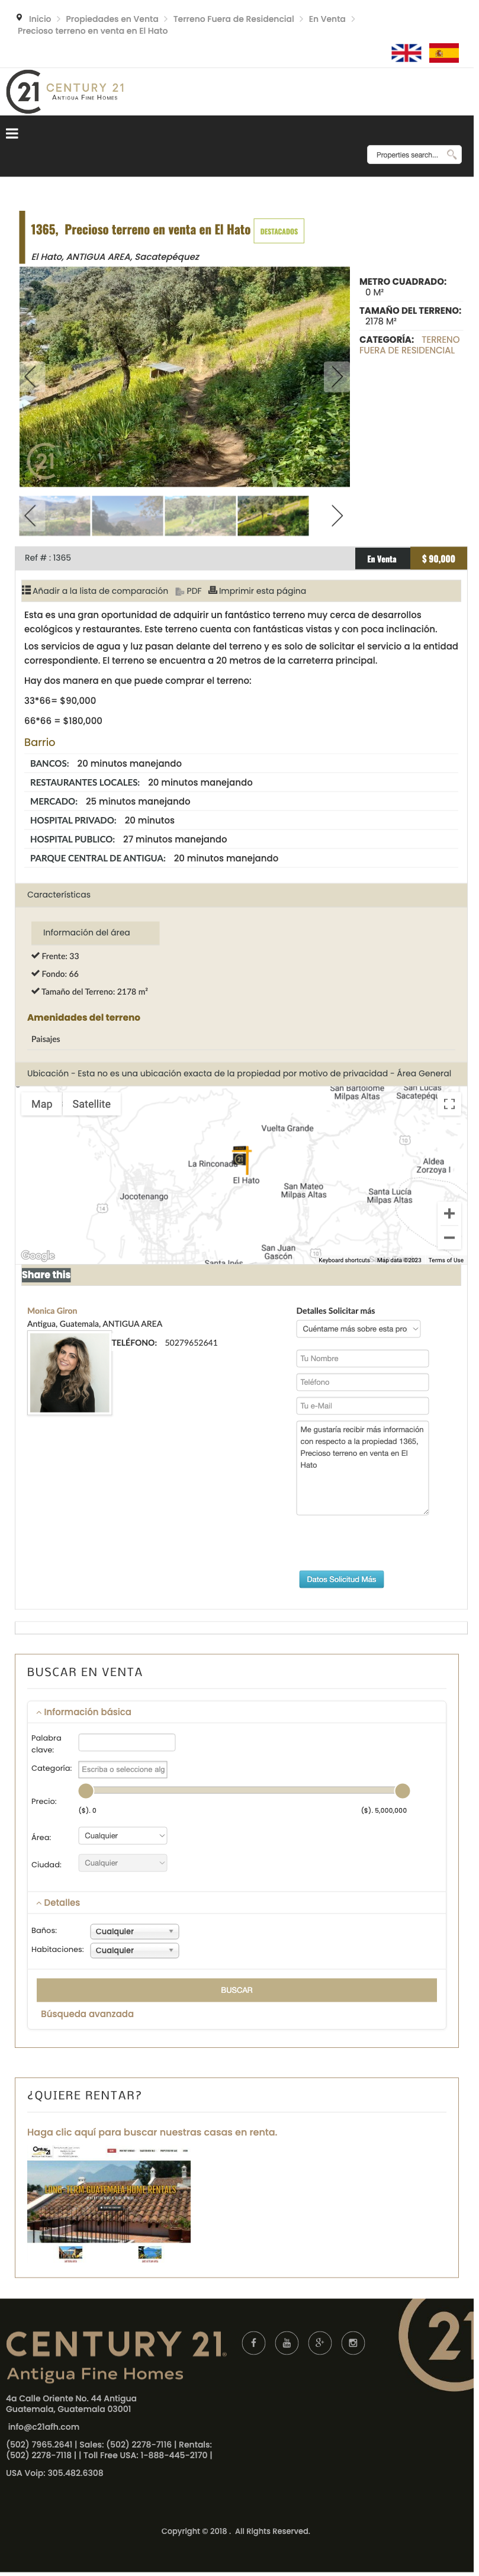 Inicio > Propiedades en Venta > Terreno Fuera de Residencial > En Venta >
Precioso terreno en venta en El Hato
21 CENTURY 21
ANTIGUA FINE HOMES
Properties search...
1365, Precioso terreno en venta en El Hato DESTACADOS
El Hato, ANTIGUA AREA, Sacatepéquez
METRO CUADRADO:
0 M²
TAMAÑO DEL TERRENO:
2178 M²
CATEGORÍA: TERRENO
FUERA DE RESIDENCIAL
21
Ref # : 1365
En Venta
$ 90,000
Añadir a la lista de comparación PDF Imprimir esta página
Esta es una gran oportunidad de adquirir un fantástico terreno muy cerca de desarrollos
ecológicos y restaurantes. Este terreno cuenta con fantásticas vistas y con poca inclinación.
Los servicios de agua y luz pasan delante del terreno y es solo de solicitar el servicio a la entidad
correspondiente. El terreno se encuentra a 20 metros de la carreterra principal.
Hay dos manera en que puede comprar el terreno:
33*66= $90,000
66*66 = $180,000
Barrio
BANCOS: 20 minutos manejando
RESTAURANTES LOCALES: 20 minutos manejando
MERCADO: 25 minutos manejando
HOSPITAL PRIVADO: 20 minutos
HOSPITAL PUBLICO: 27 minutos manejando
PARQUE CENTRAL DE ANTIGUA: 20 minutos manejando
Características
Información del área
Frente: 33
Fondo: 66
Tamaño del Terreno: 2178 m²
Amenidades del terreno
Paisajes
Ubicación - Esta no es una ubicación exacta de la propiedad por motivo de privacidad - Área General
Map Satellite
San Bartolomé
Milpas Altas
San Lucas
Sacatepéqu
Vuelta Grande
La Rinconada
El Hato
Aldea
Zorzoya I
Jocotenango
San Mateo
Milpas Altas
Santa Lucía
Milpas Altas
14
10
San Juan
Gascón
10
Santa Inés
Google
Keyboard shortcuts Map data ©2023 Terms of Use
Share this
Monica Giron
Antigua, Guatemala, ANTIGUA AREA
TELÉFONO: 50279652641
Detalles Solicitar más
Cuéntame más sobre esta pro
Tu Nombre
Teléfono
Tu e-Mail
Me gustaría recibir más información
con respecto a la propiedad 1365,
Precioso terreno en venta en El
Hato
Datos Solicitud Más
BUSCAR EN VENTA
Información básica
Palabra
clave:
Categoría: Escriba o seleccione alg
Precio:
($). 0 ($). 5,000,000
Área: Cualquier
Ciudad: Cualquier
Detalles
Baños: Cualquier
Habitaciones: Cualquier
BUSCAR
Búsqueda avanzada
¿QUIERE RENTAR?
Haga clic aquí para buscar nuestras casas en renta.
LONG-TERM GUATEMALA HOME RENTALS
CENTURY 21
Antigua Fine Homes
21
4a Calle Oriente No. 44 Antigua
Guatemala, Guatemala 03001
info@c21afh.com
(502) 7965.2641 | Sales: (502) 2278-7116 | Rentals:
(502) 2278-7118 | | Toll Free USA: 1-888-445-2170 |
USA Voip: 305.482.6308
Copyright © 2018 . All Rights Reserved.